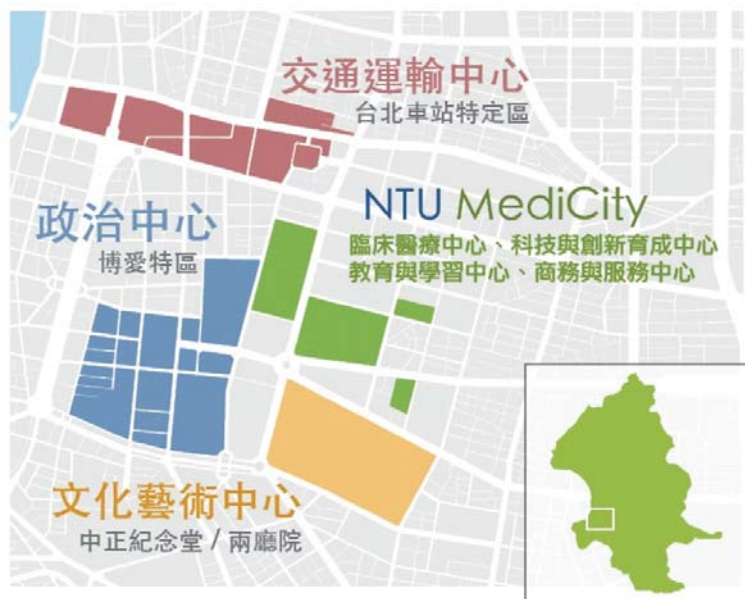 交通運輸中心
台北車站特定區
NTU MediCity
臨床醫療中心、科技與創新育成中心
教育與學習中心、商務與服務中心
政治中心
博愛特區
文化藝術中心
中正紀念堂 / 兩廳院